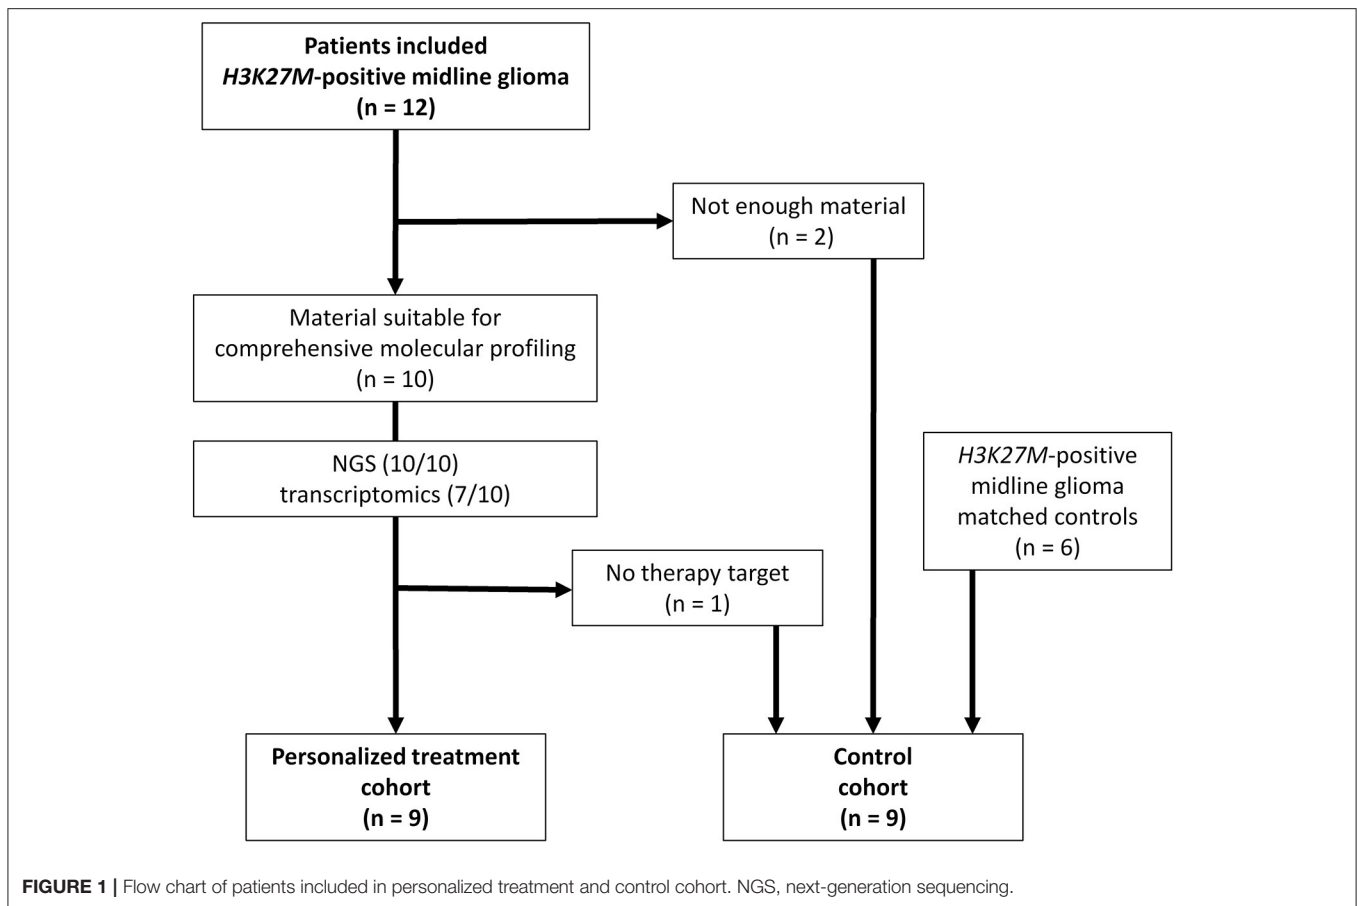 Patients included
H3K27M-positive midline glioma
(n = 12)
Not enough material
(n = 2)
Material suitable for
comprehensive molecular profiling
(n = 10)
NGS (10/10)
transcriptomics (7/10)
H3K27M-positive
midline glioma
matched controls
(n = 6)
No therapy target
(n = 1)
Personalized treatment
cohort
(n = 9)
Control
cohort
(n = 9)
FIGURE 1 | Flow chart of patients included in personalized treatment and control cohort. NGS, next-generation sequencing.